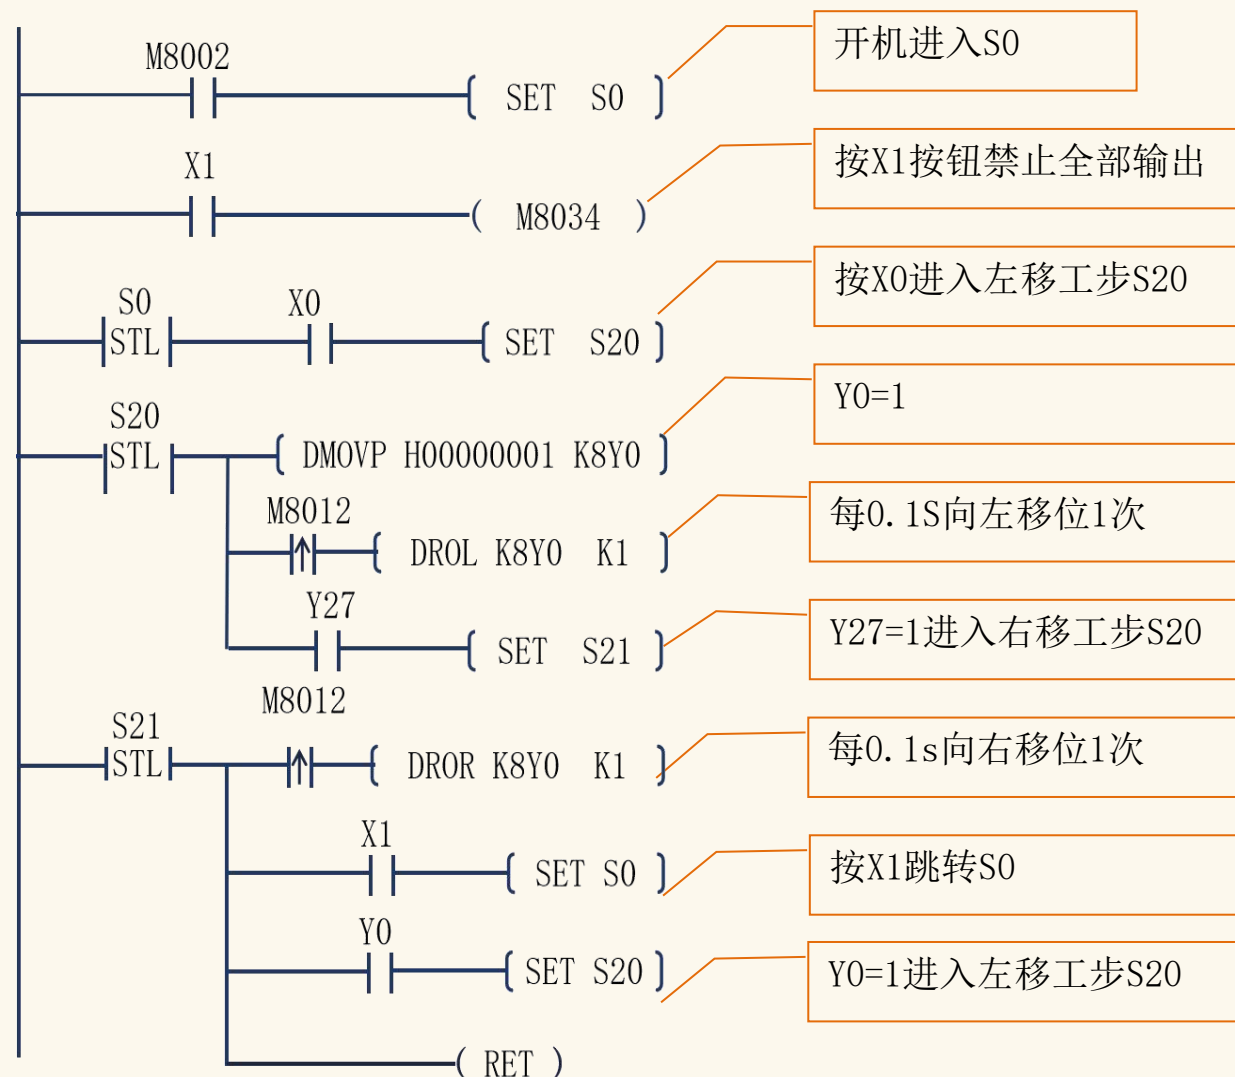 M8002
SET S0
开机进入S0
X1
M8034
按X1按钮禁止全部输出
S0
STL
X0
SET S20
按X0进入左移工步S20
S20
STL
DMOVP H00000001 K8Y0
Y0=1
M8012
DROL K8Y0 K1
每0.1S向左移位1次
Y27
SET S21
Y27=1进入右移工步S20
M8012
S21
STL
DROR K8Y0 K1
每0.1s向右移位1次
X1
SET S0
按X1跳转S0
Y0
SET S20
Y0=1进入左移工步S20
RET